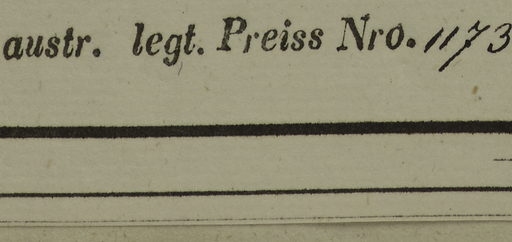 austr. legt. Preiss Nro. 1173